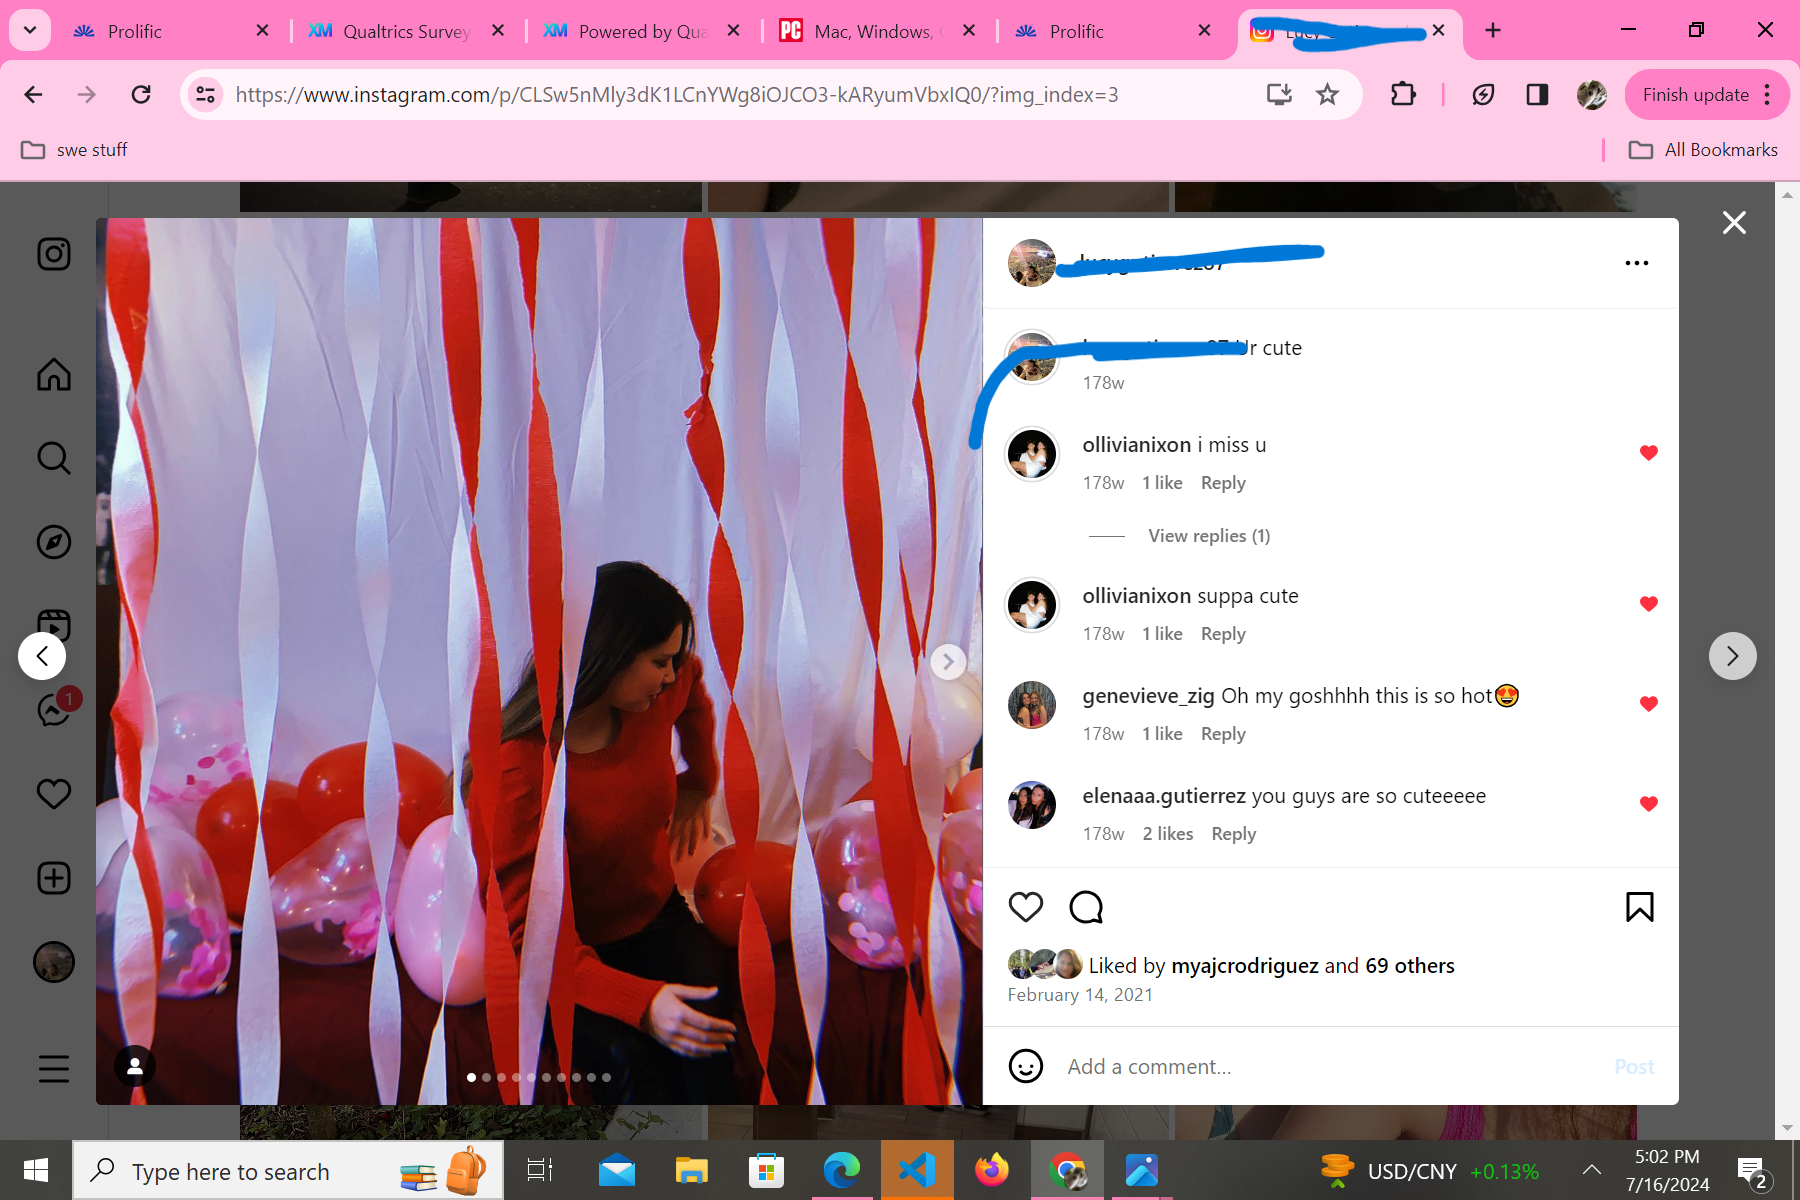 Prolific
Qualtrics Survey
Powered by Qua
Mac, Windows,
Prolific
https://www.instagram.com/p/CLSw5nMly3dK1LCnYWg8iOJCO3-kARyumVbxIQ0/?img_index=3
Finish update
swe stuff
All Bookmarks
Ur cute
178w
ollivianixon i miss u
178w 1 like Reply
View replies (1)
ollivianixon suppa cute
178w 1 like Reply
genevieve_zig Oh my goshhhh this is so hot😍
178w 1 like Reply
elenaaa.gutierrez you guys are so cuteeeee
178w 2 likes Reply
1
Liked by myajcrodriguez and 69 others
February 14, 2021
Add a comment...
Post
Type here to search
USD/CNY +0.13%
5:02 PM
7/16/2024
2